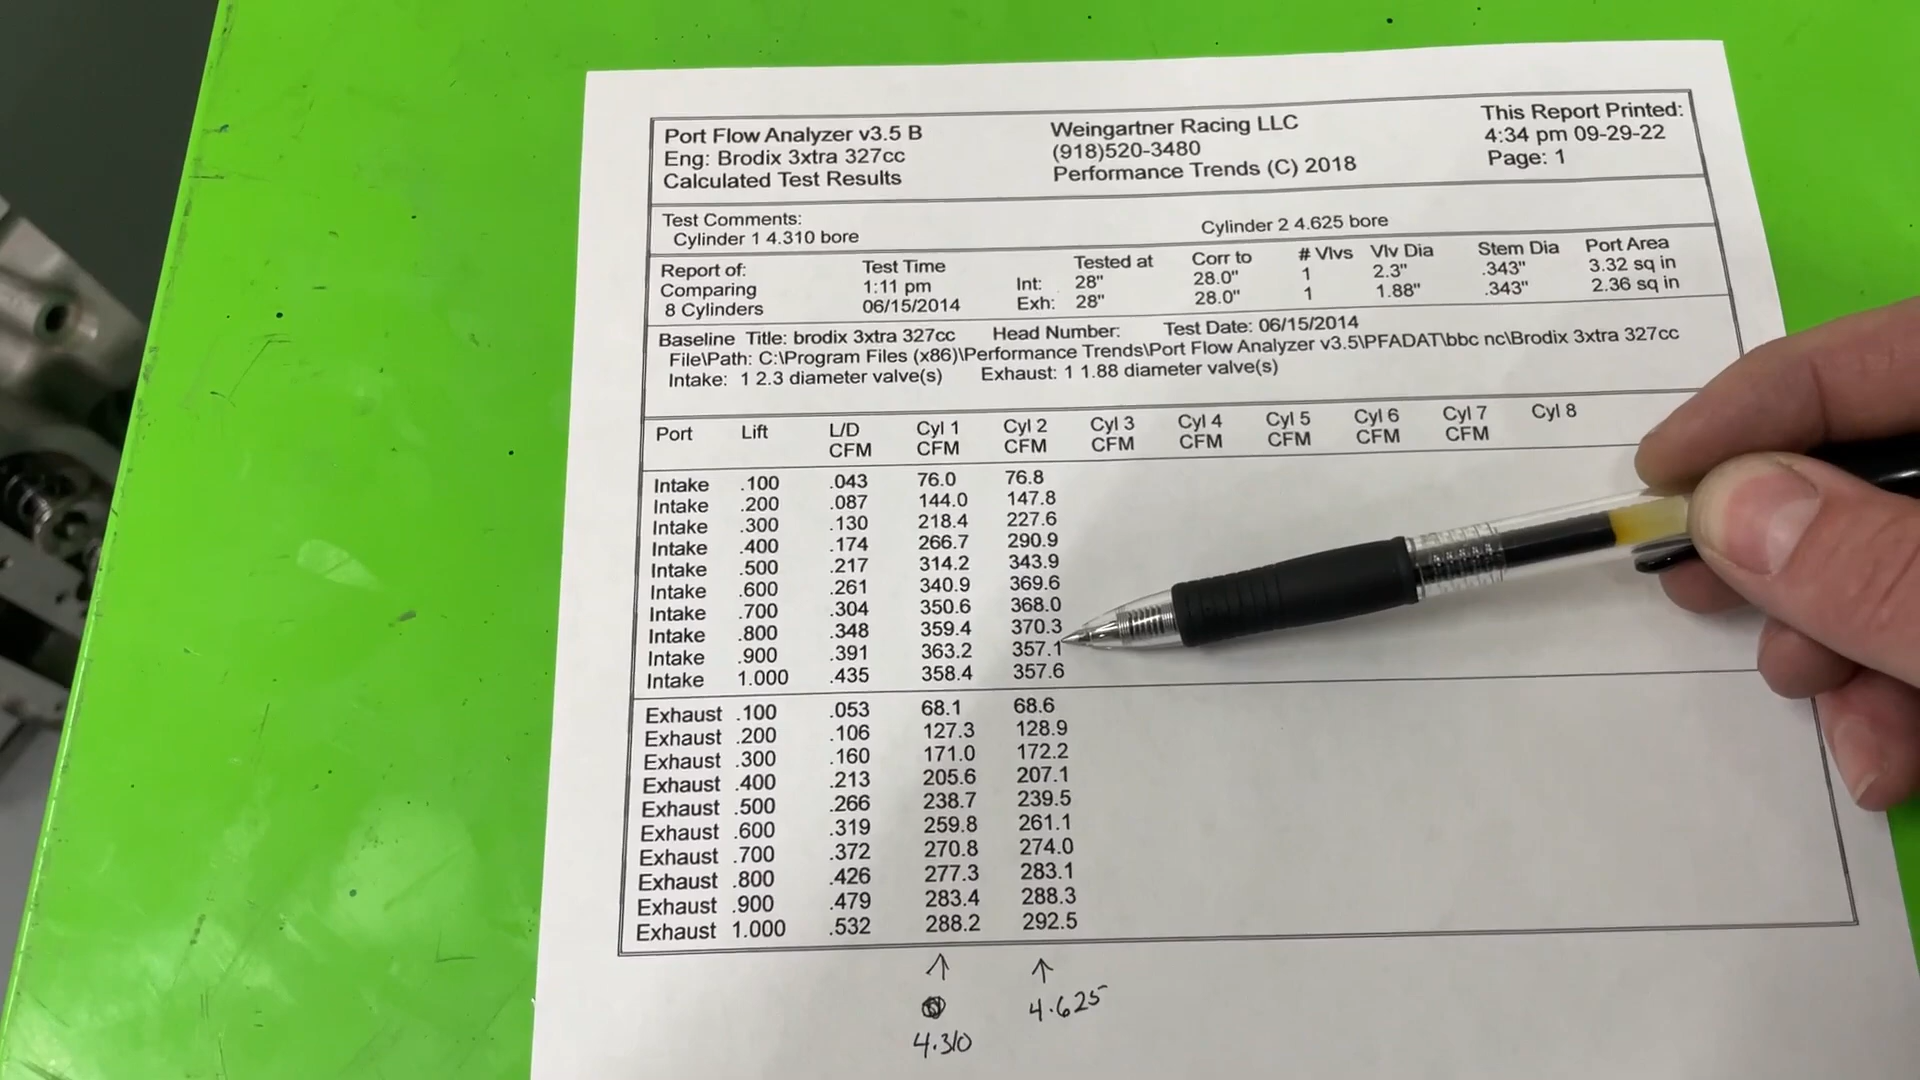 Port Flow Analyzer v3.5 B
Eng: Brodix 3xtra 327cc
Calculated Test Results
Weingartner Racing LLC
(918)520-3480
Performance Trends (C) 2018
This Report Printed:
4:34 pm 09-29-22
Page: 1
Test Comments:
Cylinder 1 4.310 bore Cylinder 2 4.625 bore
Report of:
Comparing
8 Cylinders
Test Time
1:11 pm
06/15/2014
Tested at Corr to # Vlvs Vlv Dia Stem Dia Port Area
Int: 28" 28.0" 1 2.3" .343" 3.32 sq in
Exh: 28" 28.0" 1 1.88" .343" 2.36 sq in
Baseline Title: brodix 3xtra 327cc Head Number: Test Date: 06/15/2014
File\Path: C:\Program Files (x86)\Performance Trends\Port Flow Analyzer v3.5\PFADAT\bbc nc\Brodix 3xtra 327cc
Intake: 1 2.3 diameter valve(s) Exhaust: 1 1.88 diameter valve(s)
Port Lift L/D Cyl 1 Cyl 2 Cyl 3 Cyl 4 Cyl 5 Cyl 6 Cyl 7 Cyl 8
CFM CFM CFM CFM CFM CFM CFM CFM
Intake .100 .043 76.0 76.8
Intake .200 .087 144.0 147.8
Intake .300 .130 218.4 227.6
Intake .400 .174 266.7 290.9
Intake .500 .217 314.2 343.9
Intake .600 .261 340.9 369.6
Intake .700 .304 350.6 368.0
Intake .800 .348 359.4 370.3
Intake .900 .391 363.2 357.1
Intake 1.000 .435 358.4 357.6
Exhaust .100 .053 68.1 68.6
Exhaust .200 .106 127.3 128.9
Exhaust .300 .160 171.0 172.2
Exhaust .400 .213 205.6 207.1
Exhaust .500 .266 238.7 239.5
Exhaust .600 .319 259.8 261.1
Exhaust .700 .372 270.8 274.0
Exhaust .800 .426 277.3 283.1
Exhaust .900 .479 283.4 288.3
Exhaust 1.000 .532 288.2 292.5
4.310
4.625